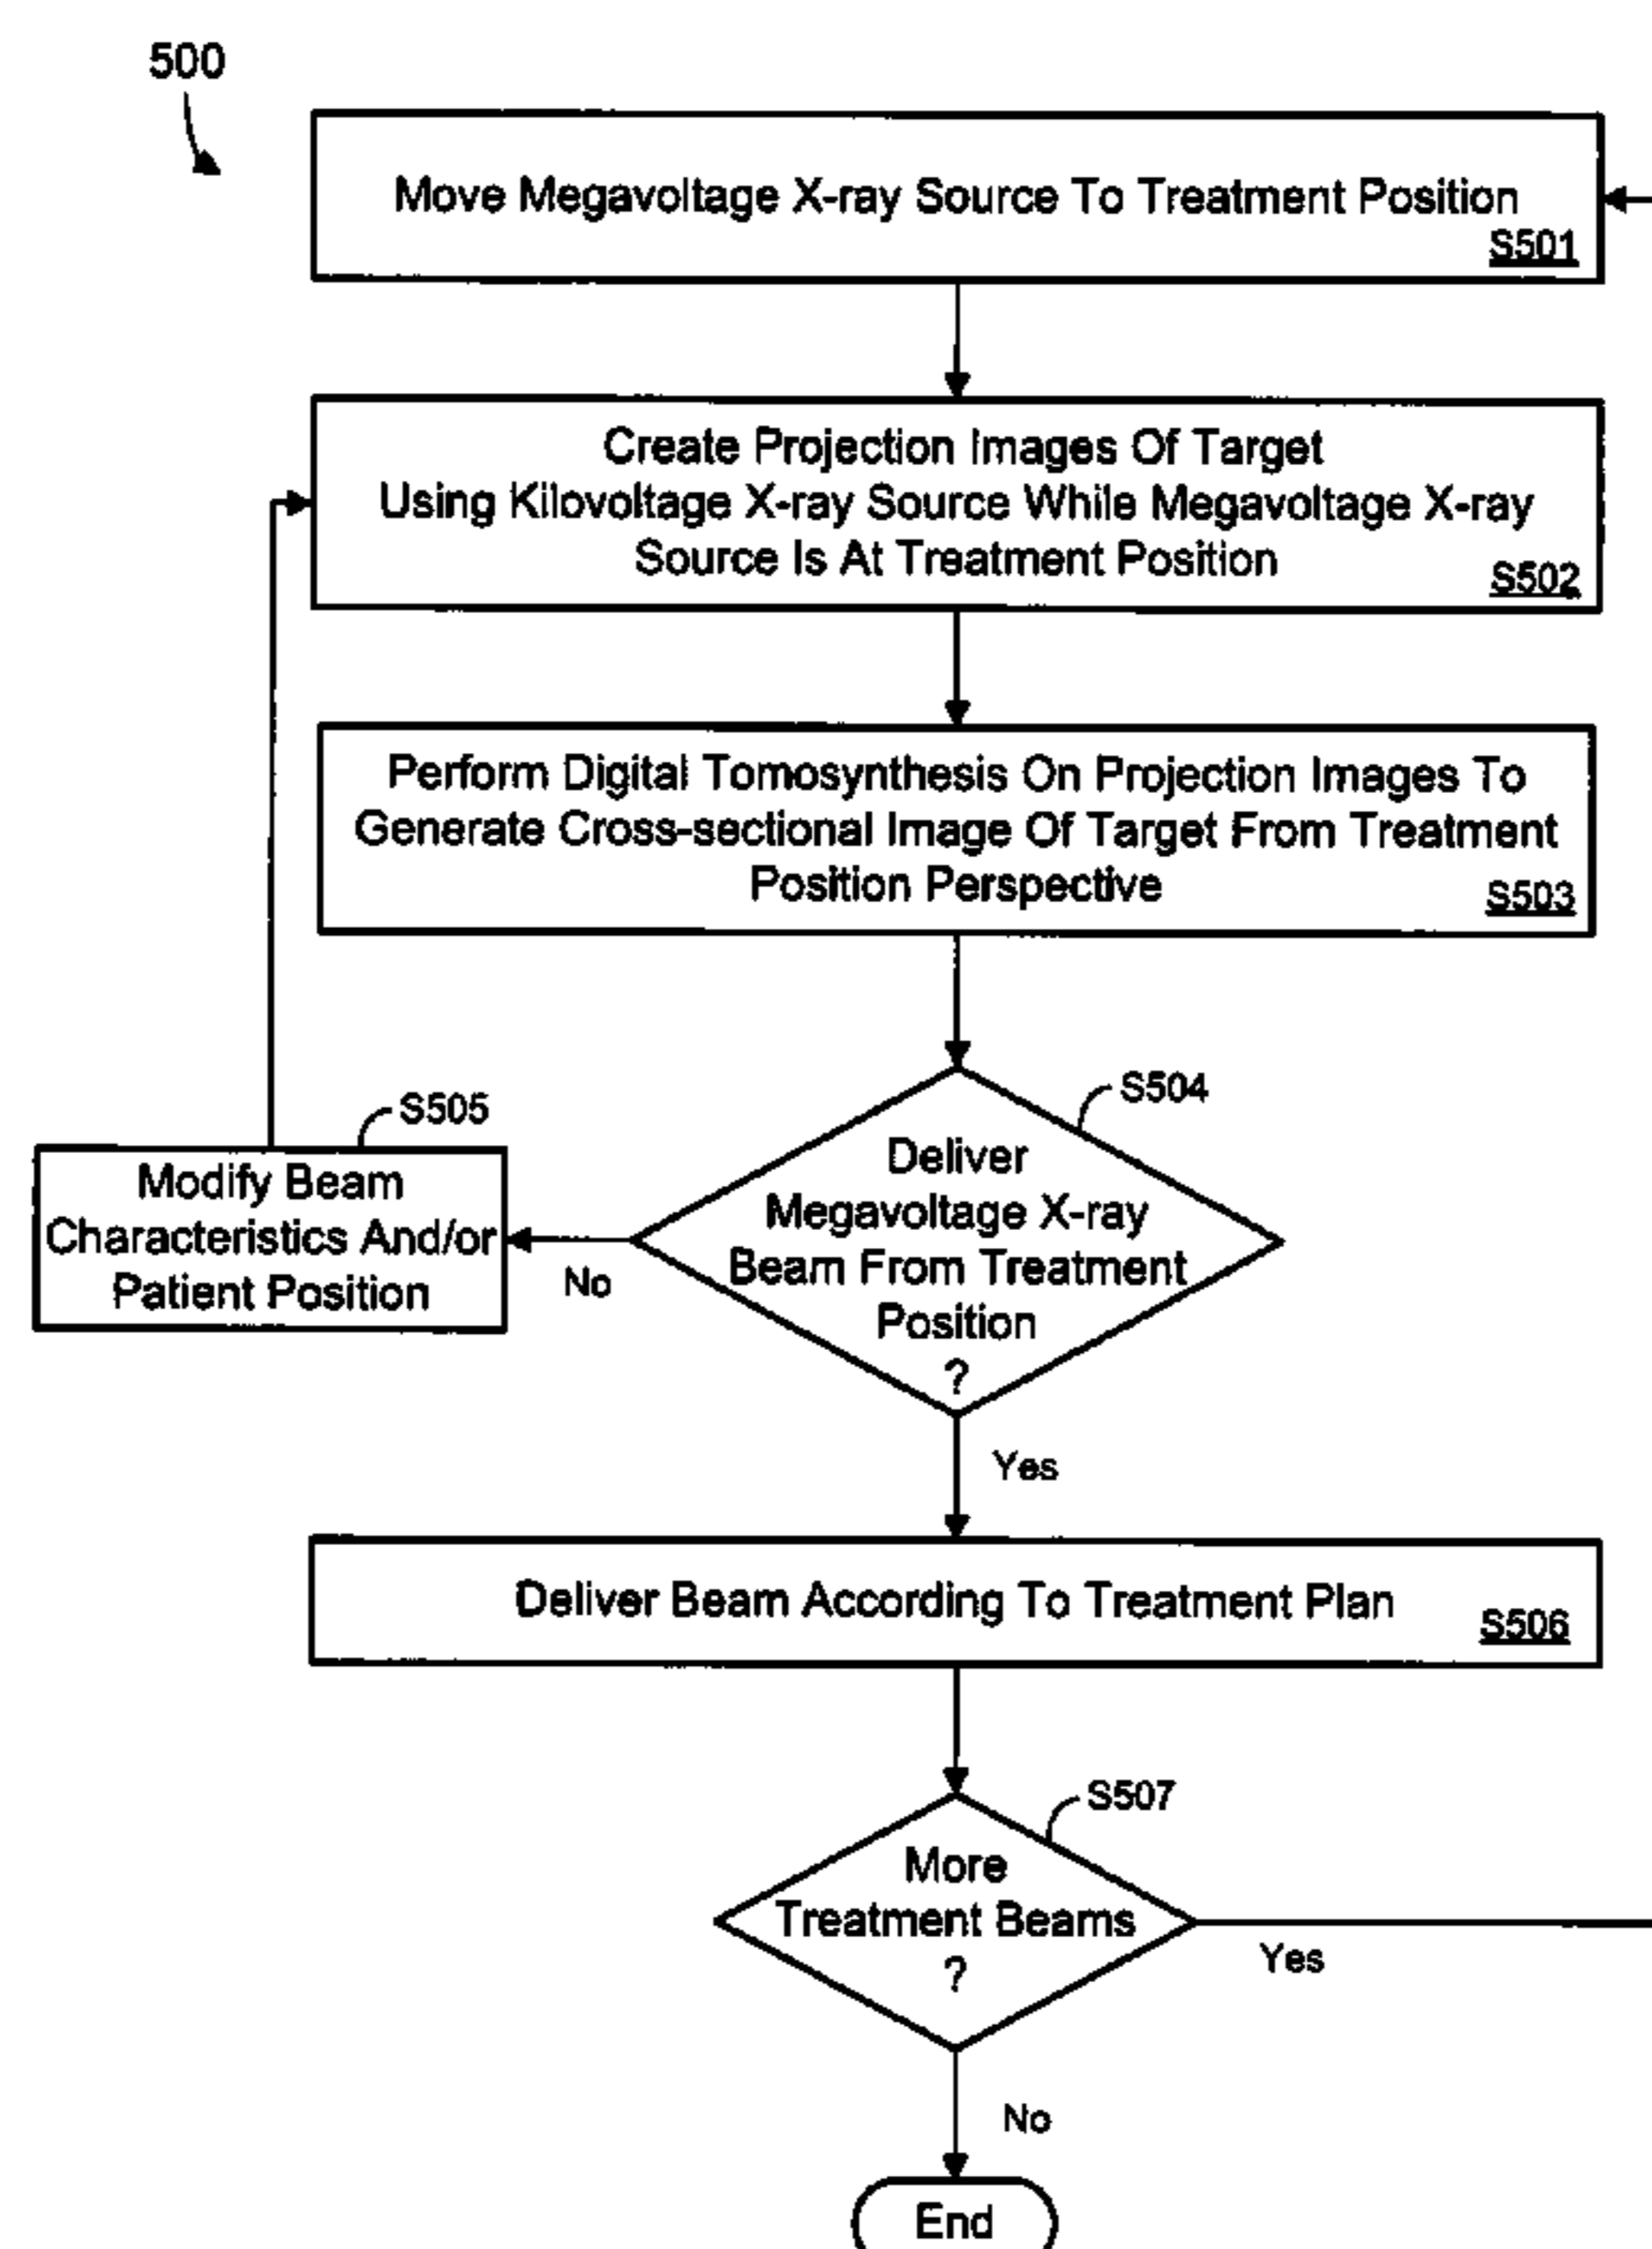 500
Move Megavoltage X-ray Source To Treatment Position
S501
Create Projection Images Of Target
Using Kilovoltage X-ray Source While Megavoltage X-ray
Source Is At Treatment Position
S502
Perform Digital Tomosynthesis On Projection Images To
Generate Cross-sectional Image Of Target From Treatment
Position Perspective
S503
S504
Deliver
Megavoltage X-ray
Beam From Treatment
Position
?
No
S505
Modify Beam
Characteristics And/or
Patient Position
Yes
Deliver Beam According To Treatment Plan
S506
S507
More
Treatment Beams
?
Yes
No
End